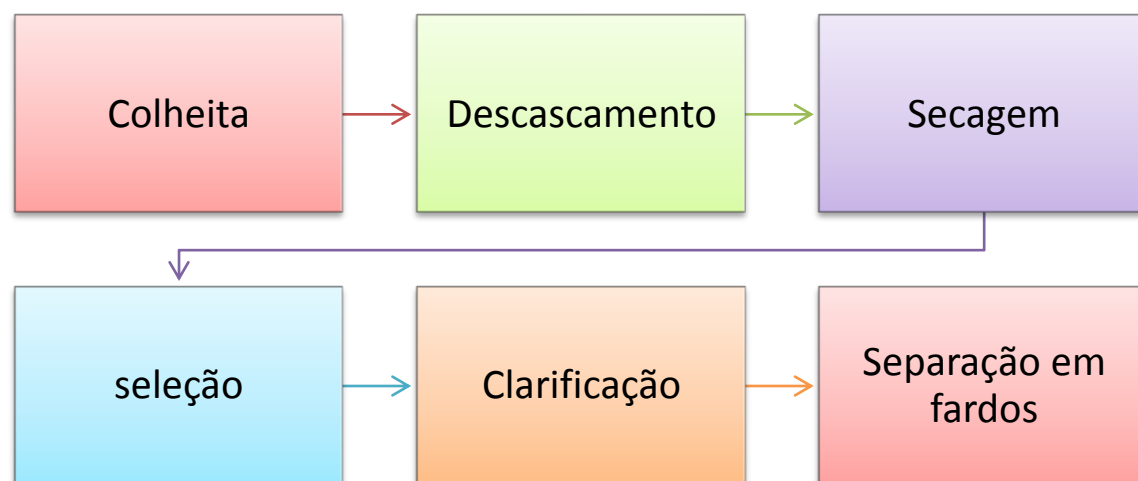 Colheita
Descascamento
Secagem
seleção
Clarificação
Separação em
fardos